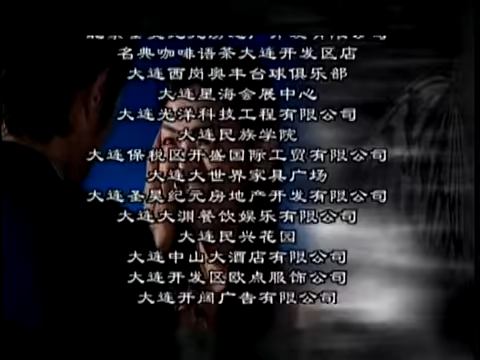 名典咖啡语茶大连开发区店
大连西岗奥丰台球俱乐部
大连星海会展中心
大连光洋科技工程有限公司
大连民族学院
大连保税区开盛国际工贸有限公司
大连大世界家具广场
大连圣昊纪元房地产开发有限公司
大连大渊餐饮娱乐有限公司
大连民兴花园
大连中山大酒店有限公司
大连开发区欧点服饰公司
大连开阔广告有限公司